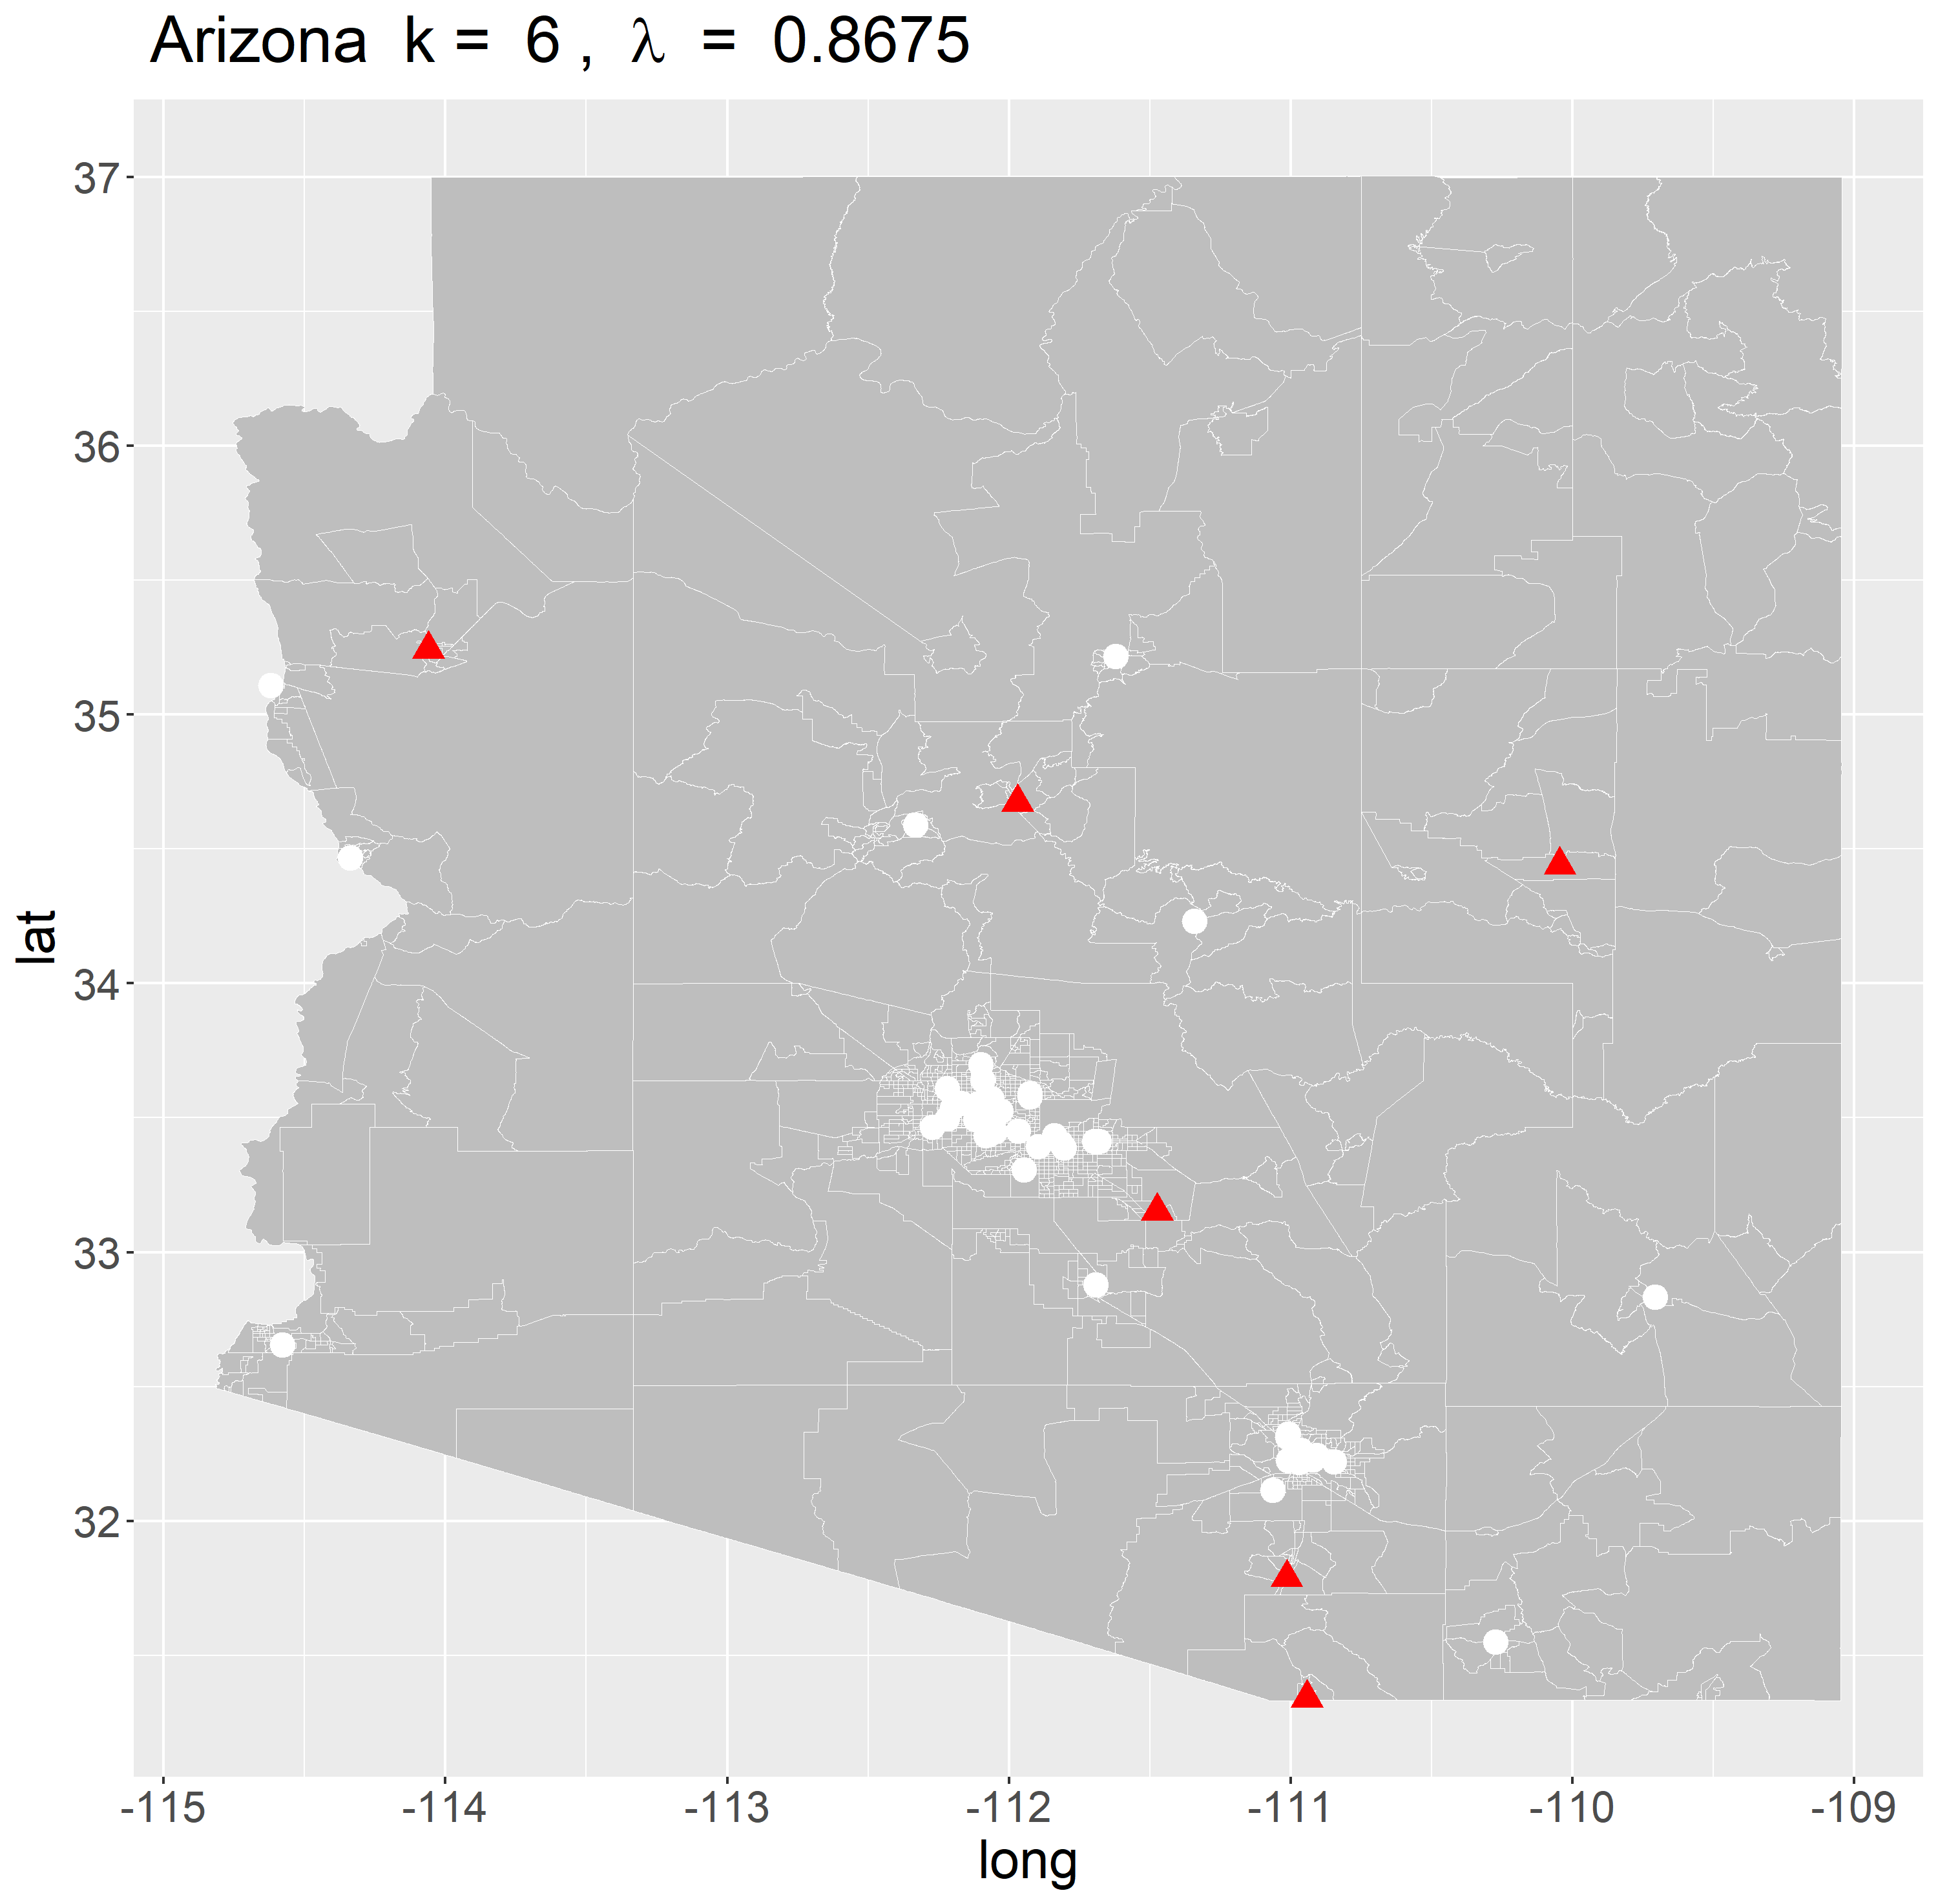 Arizona k = 6 , λ = 0.8675
37
36
35
34
33
32
lat
-115 -114 -113 -112 -111 -110 -109
long